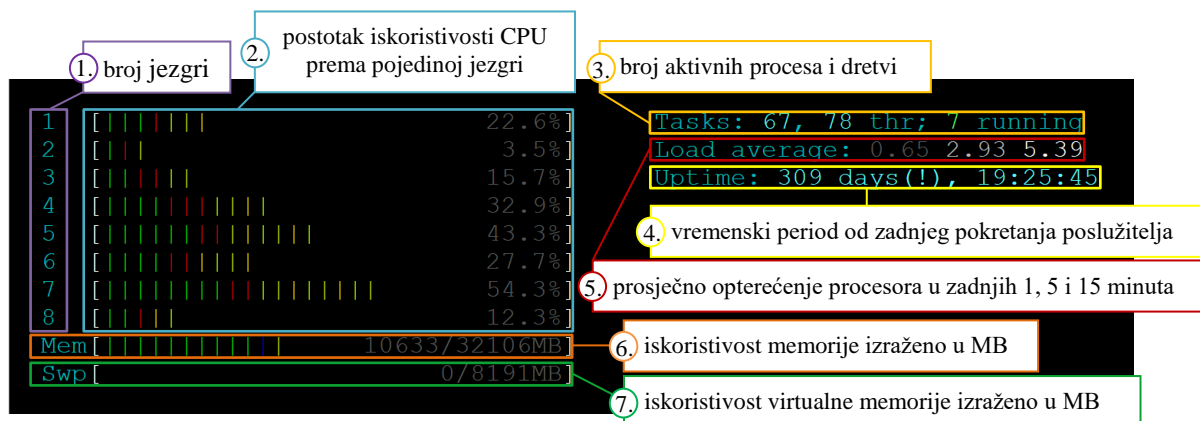 2. postotak iskoristivosti CPU
prema pojedinoj jezgri
1. broj jezgri
3. broj aktivnih procesa i dretvi
1 [||||||| 22.6%]
2 [||| 3.5%]
3 [|||||| 15.7%]
4 [|||||||||||| 32.9%]
5 [||||||||||||||| 43.3%]
6 [||||||||||| 27.7%]
7 [||||||||||||||||||| 54.3%]
8 [||||| 12.3%]
Mem[||||||||||||| 10633/32106MB]
Swp[ 0/8191MB]
Tasks: 67, 78 thr; 7 running
Load average: 0.65 2.93 5.39
Uptime: 309 days(!), 19:25:45
4. vremenski period od zadnjeg pokretanja poslužitelja
5. prosječno opterećenje procesora u zadnjih 1, 5 i 15 minuta
6. iskoristivost memorije izraženo u MB
7. iskoristivost virtualne memorije izraženo u MB